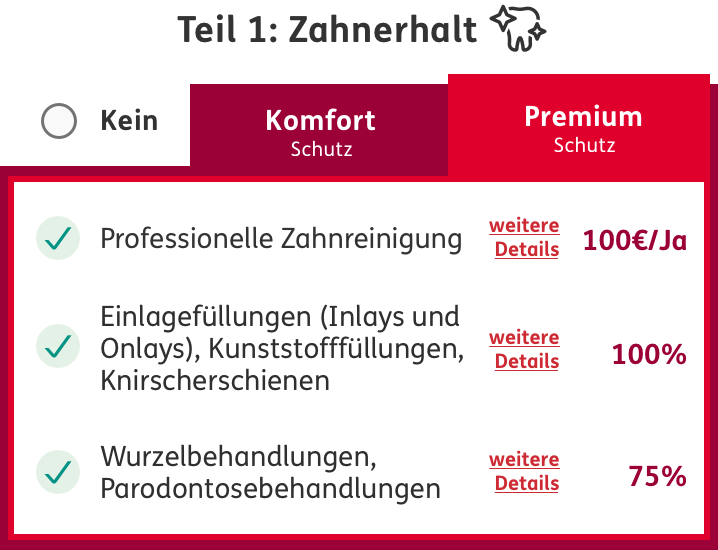 Teil 1: Zahnerhalt
Kein
Komfort
Schutz
Premium
Schutz
Professionelle Zahnreinigung
weitere
Details
100€/Ja
Einlagefüllungen (Inlays und
Onlays), Kunststofffüllungen,
Knirscherschienen
weitere
Details
100%
Wurzelbehandlungen,
Parodontosebehandlungen
weitere
Details
75%